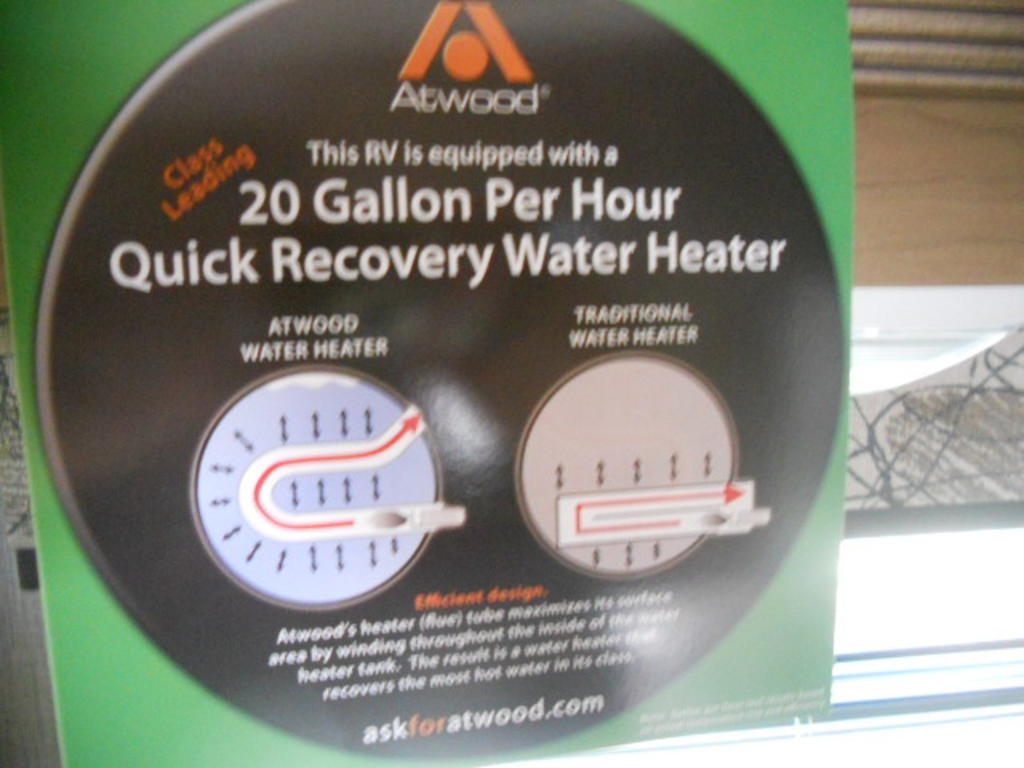 Atwood®
Class
Leading
This RV is equipped with a
20 Gallon Per Hour
Quick Recovery Water Heater
ATWOOD
WATER HEATER
TRADITIONAL
WATER HEATER
Efficient design.
Atwood's heater (flue) tube maximizes its surface
area by winding throughout the inside of the water
heater tank. The result is a water heater that
recovers the most hot water in its class.
askforatwood.com